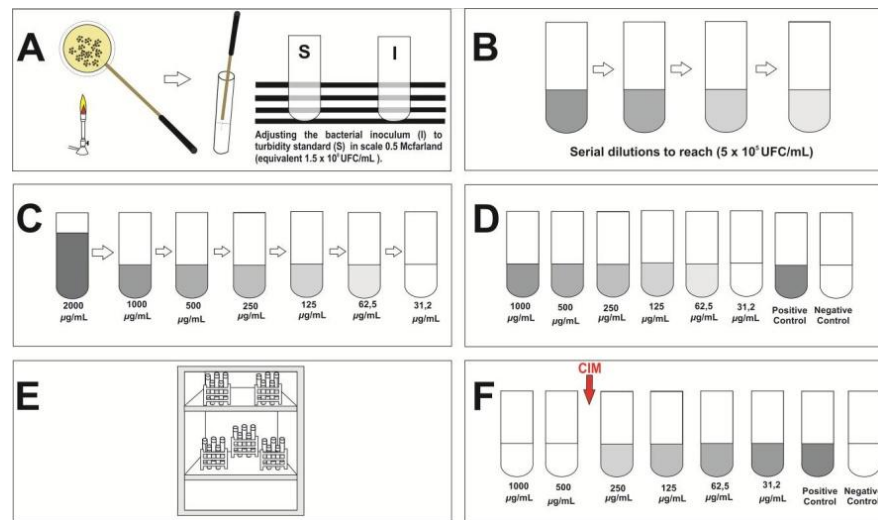 A
S
I
Adjusting the bacterial inoculum (I) to
turbidity standard (S) in scale 0.5 Mcfarland
(equivalent 1.5 x 10⁸ UFC/mL ).
B
Serial dilutions to reach (5 x 10⁵ UFC/mL)
C
2000 1000 500 250 125 62,5 31,2
µg/mL µg/mL µg/mL µg/mL µg/mL µg/mL µg/mL
D
1000 500 250 125 62,5 31,2 Positive Negative
µg/mL µg/mL µg/mL µg/mL µg/mL µg/mL Control Control
E
F
CIM
1000 500 250 125 62,5 31,2 Positive Negative
µg/mL µg/mL µg/mL µg/mL µg/mL µg/mL Control Control